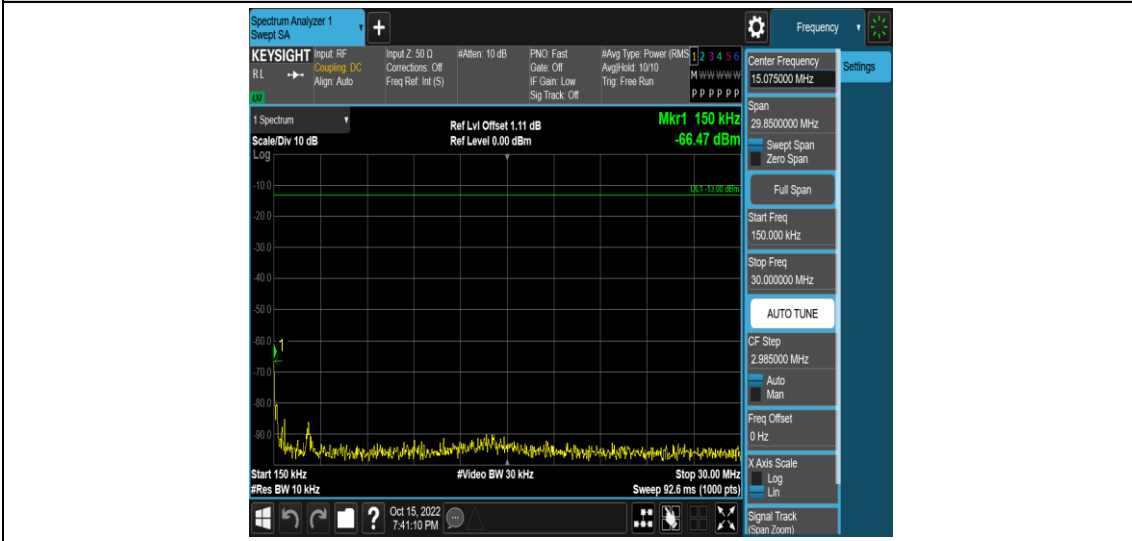 Spectrum Analyzer 1
Swept SA
+
Frequency
KEYSIGHT
RL
Input: RF
Coupling: DC
Align: Auto
Input Z: 50 Ω
Corrections: Off
Freq Ref: Int (S)
#Atten: 10 dB
PNO: Fast
Gate: Off
IF Gain: Low
Sig Track: Off
#Avg Type: Power (RMS
Avg|Hold: 10/10
Trig: Free Run
1 2 3 4 5 6
M W W W W W
P P P P P P
1 Spectrum
Scale/Div 10 dB
Log
Ref Lvl Offset 1.11 dB
Ref Level 0.00 dBm
Mkr1 150 kHz
-66.47 dBm
DL1 -13.00 dBm
-10.0
-20.0
-30.0
-40.0
-50.0
-60.0
1
-70.0
-80.0
-90.0
Start 150 kHz
#Res BW 10 kHz
#Video BW 30 kHz
Stop 30.00 MHz
Sweep 92.6 ms (1000 pts)
Center Frequency
15.075000 MHz
Settings
Span
29.8500000 MHz
Swept Span
Zero Span
Full Span
Start Freq
150.000 kHz
Stop Freq
30.000000 MHz
AUTO TUNE
CF Step
2.985000 MHz
Auto
Man
Freq Offset
0 Hz
X Axis Scale
Log
Lin
Signal Track
(Span Zoom)
?
Oct 15, 2022
7:41:10 PM